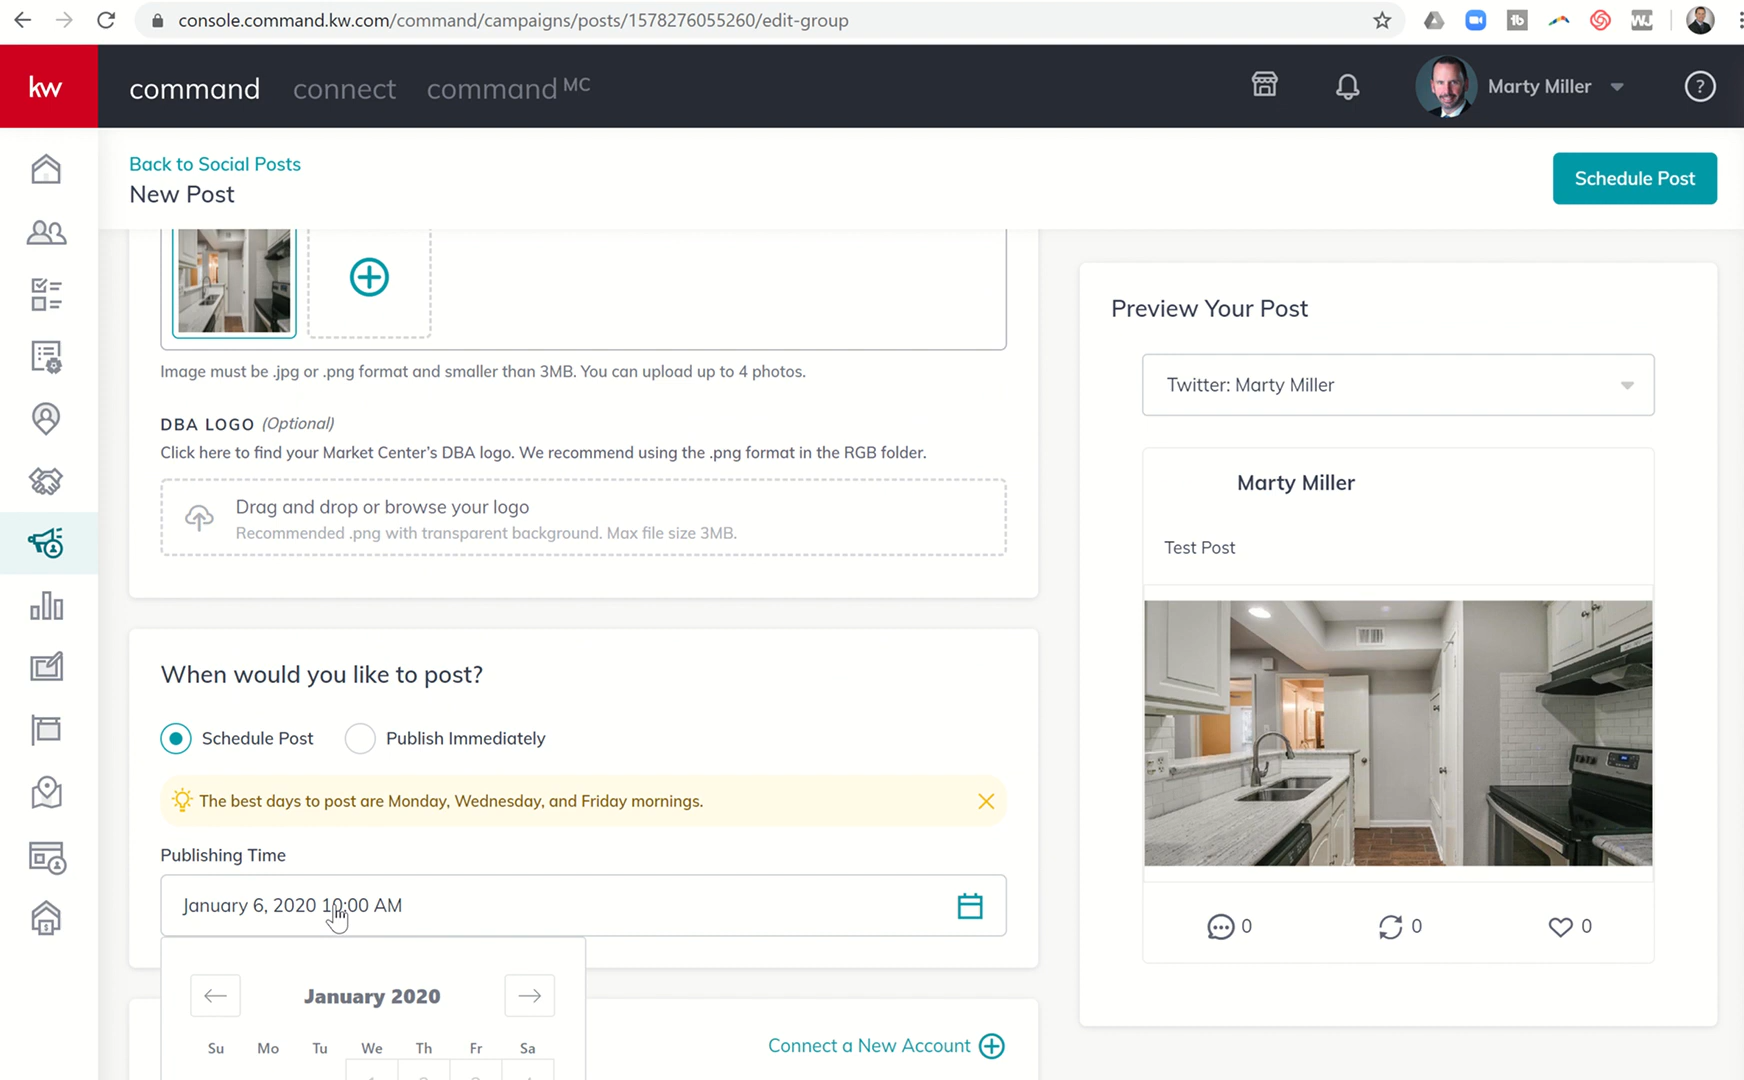 console.command.kw.com/command/campaigns/posts/1578276055260/edit-group
kw
command connect command MC
Marty Miller
?
Back to Social Posts
New Post
Schedule Post
Image must be .jpg or .png format and smaller than 3MB. You can upload up to 4 photos.
DBA LOGO (Optional)
Click here to find your Market Center's DBA logo. We recommend using the .png format in the RGB folder.
Drag and drop or browse your logo
Recommended .png with transparent background. Max file size 3MB.
When would you like to post?
Schedule Post Publish Immediately
The best days to post are Monday, Wednesday, and Friday mornings.
Publishing Time
January 6, 2020 10:00 AM
January 2020
Su Mo Tu We Th Fr Sa
Connect a New Account
Preview Your Post
Twitter: Marty Miller
Marty Miller
Test Post
0 0 0